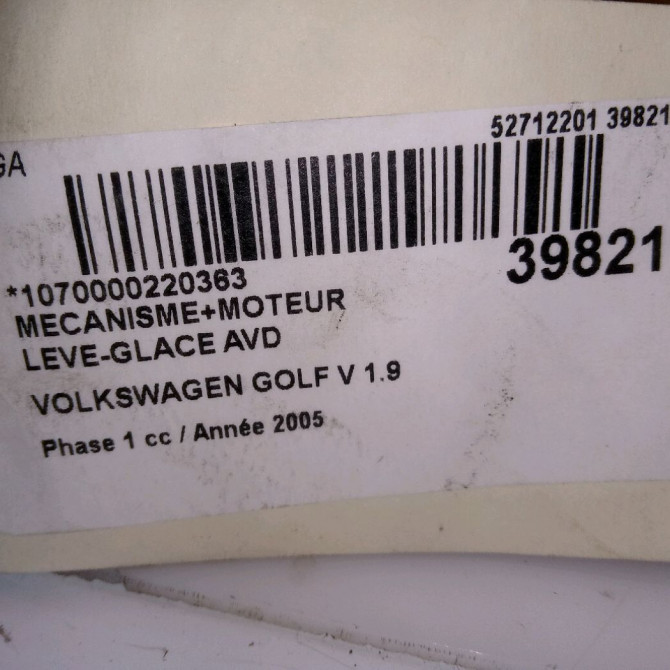 52712201 39821
GA
39821
*1070000220363
MECANISME+MOTEUR
LEVE-GLACE AVD
VOLKSWAGEN GOLF V 1.9
Phase 1 cc / Année 2005